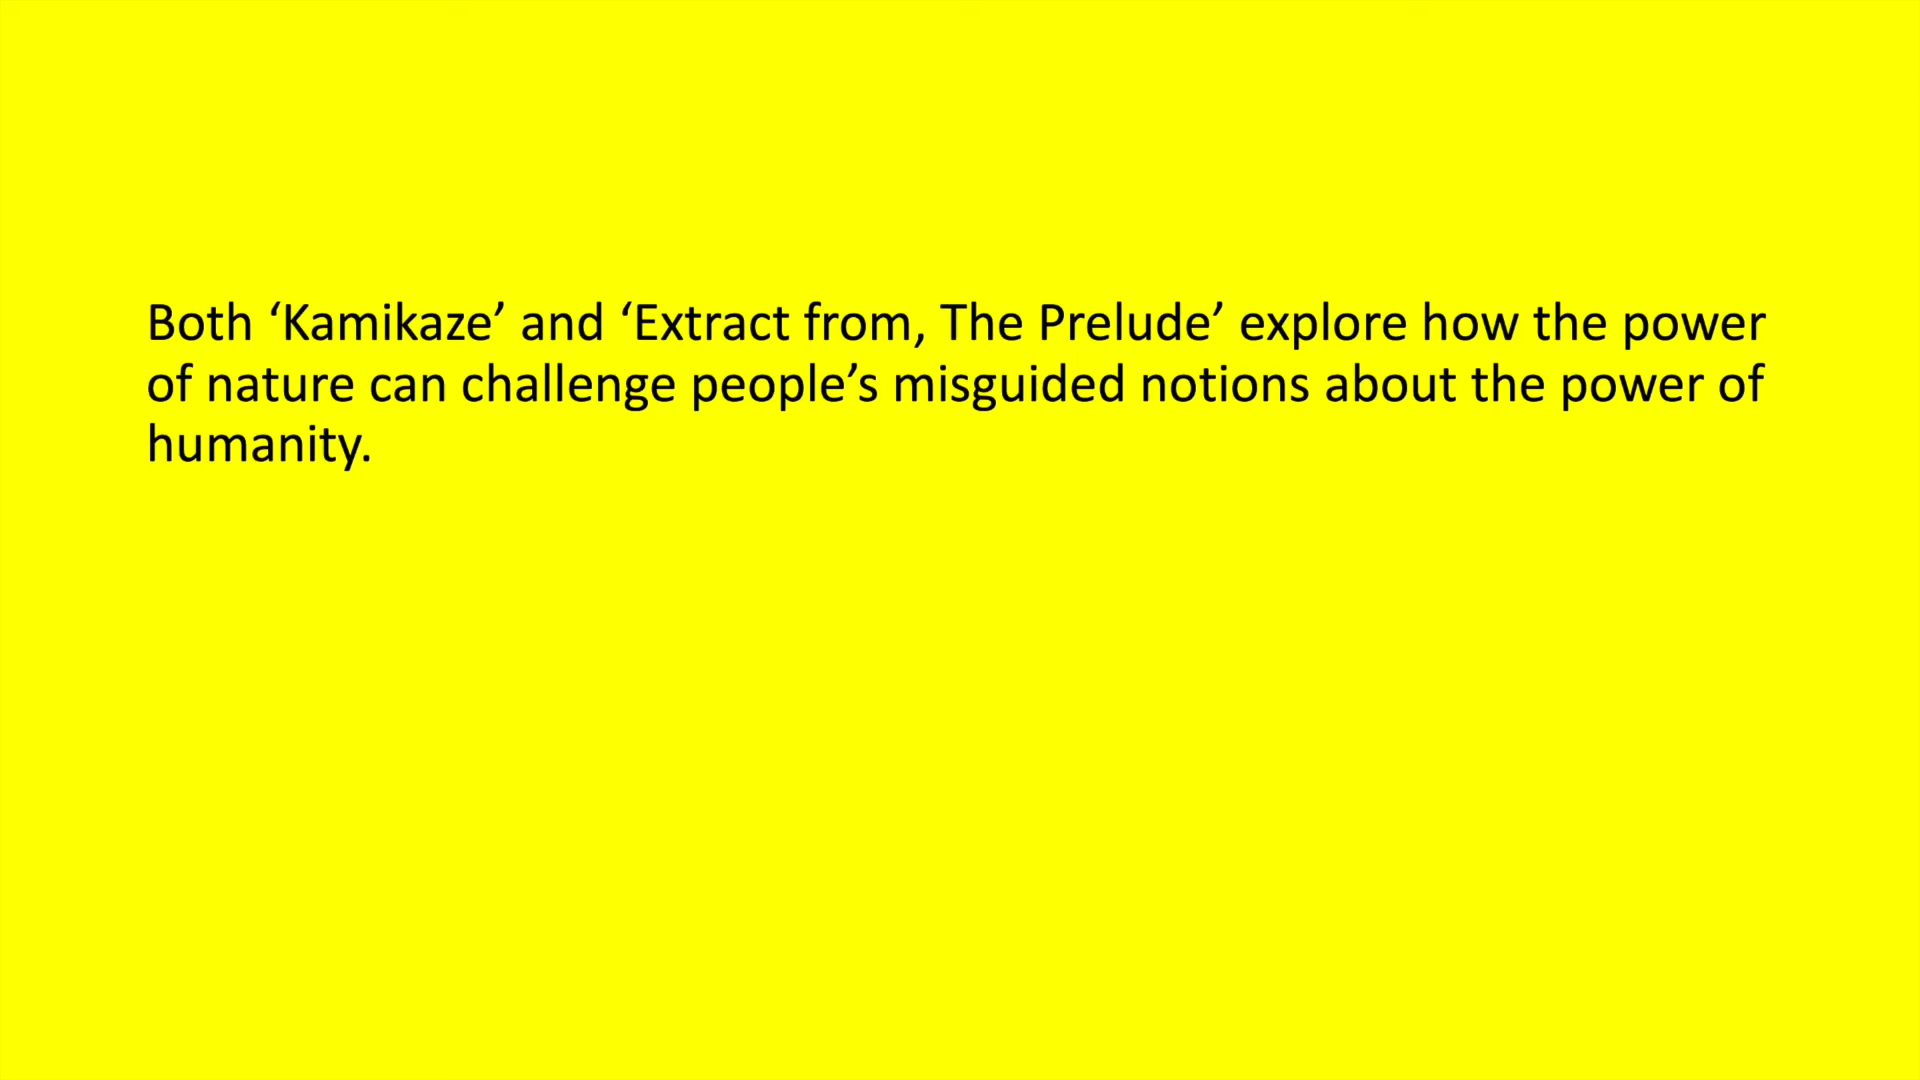 Both ‘Kamikaze’ and ‘Extract from, The Prelude’ explore how the power
of nature can challenge people’s misguided notions about the power of
humanity.